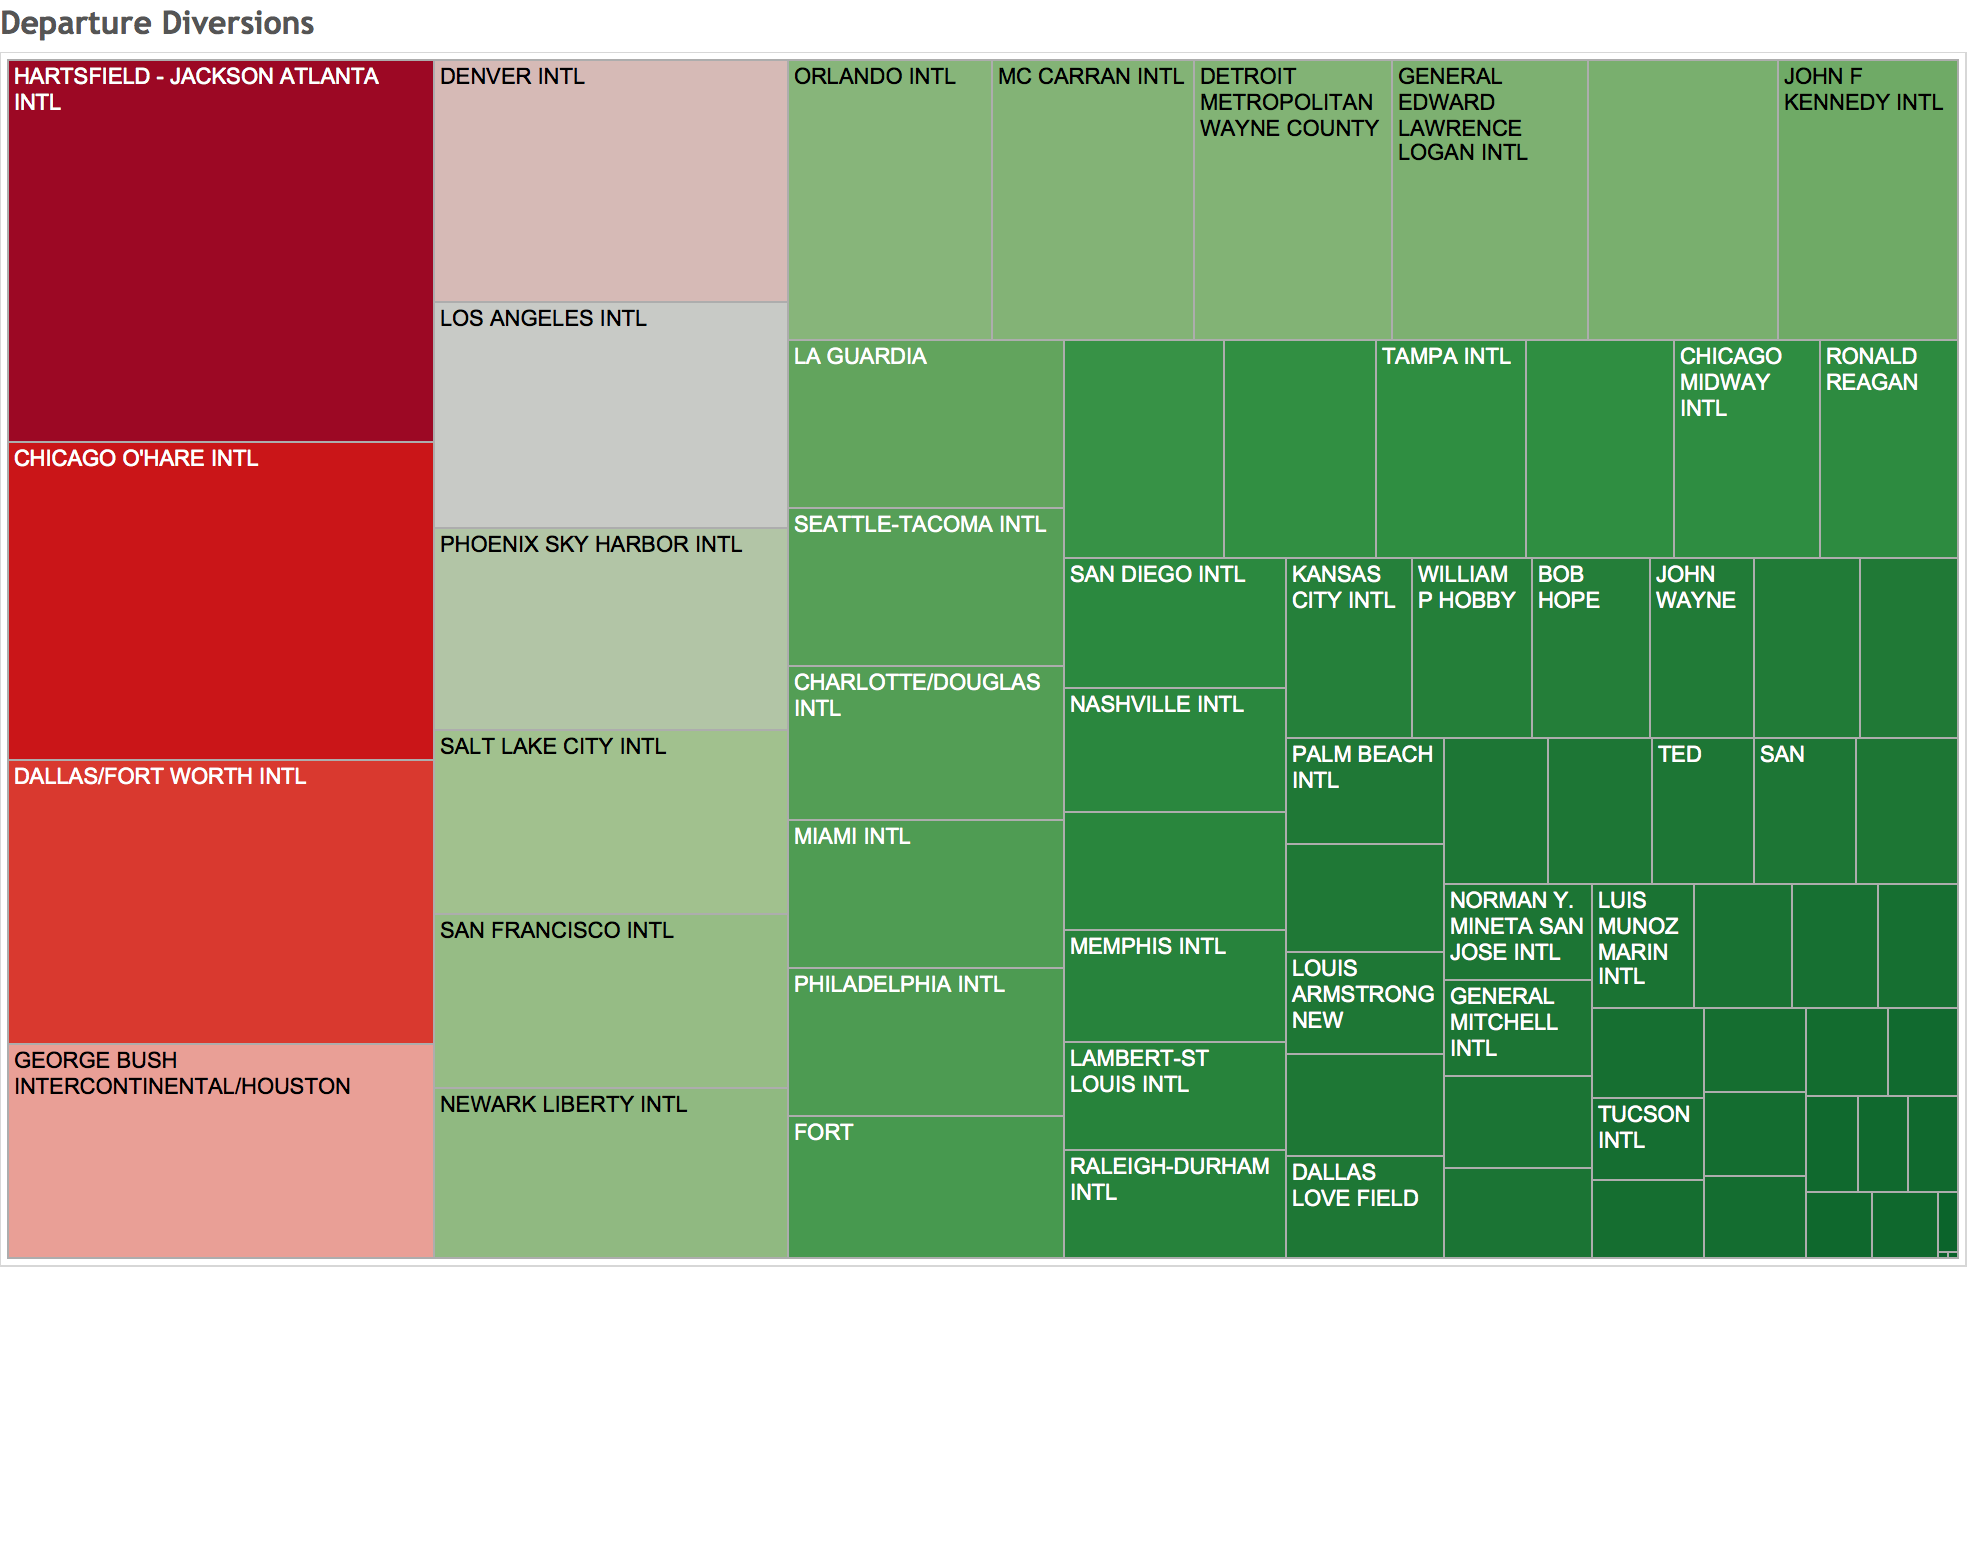 Departure Diversions
HARTSFIELD - JACKSON ATLANTA
INTL
CHICAGO O'HARE INTL
DALLAS/FORT WORTH INTL
GEORGE BUSH
INTERCONTINENTAL/HOUSTON
DENVER INTL
LOS ANGELES INTL
PHOENIX SKY HARBOR INTL
SALT LAKE CITY INTL
SAN FRANCISCO INTL
NEWARK LIBERTY INTL
ORLANDO INTL
MC CARRAN INTL
DETROIT
METROPOLITAN
WAYNE COUNTY
GENERAL
EDWARD
LAWRENCE
LOGAN INTL
JOHN F
KENNEDY INTL
LA GUARDIA
SEATTLE-TACOMA INTL
CHARLOTTE/DOUGLAS
INTL
MIAMI INTL
PHILADELPHIA INTL
FORT
TAMPA INTL
CHICAGO
MIDWAY
INTL
RONALD
REAGAN
SAN DIEGO INTL
NASHVILLE INTL
MEMPHIS INTL
LAMBERT-ST
LOUIS INTL
RALEIGH-DURHAM
INTL
KANSAS
CITY INTL
WILLIAM
P HOBBY
BOB
HOPE
JOHN
WAYNE
PALM BEACH
INTL
LOUIS
ARMSTRONG
NEW
DALLAS
LOVE FIELD
TED
SAN
NORMAN Y.
MINETA SAN
JOSE INTL
GENERAL
MITCHELL
INTL
LUIS
MUNOZ
MARIN
INTL
TUCSON
INTL